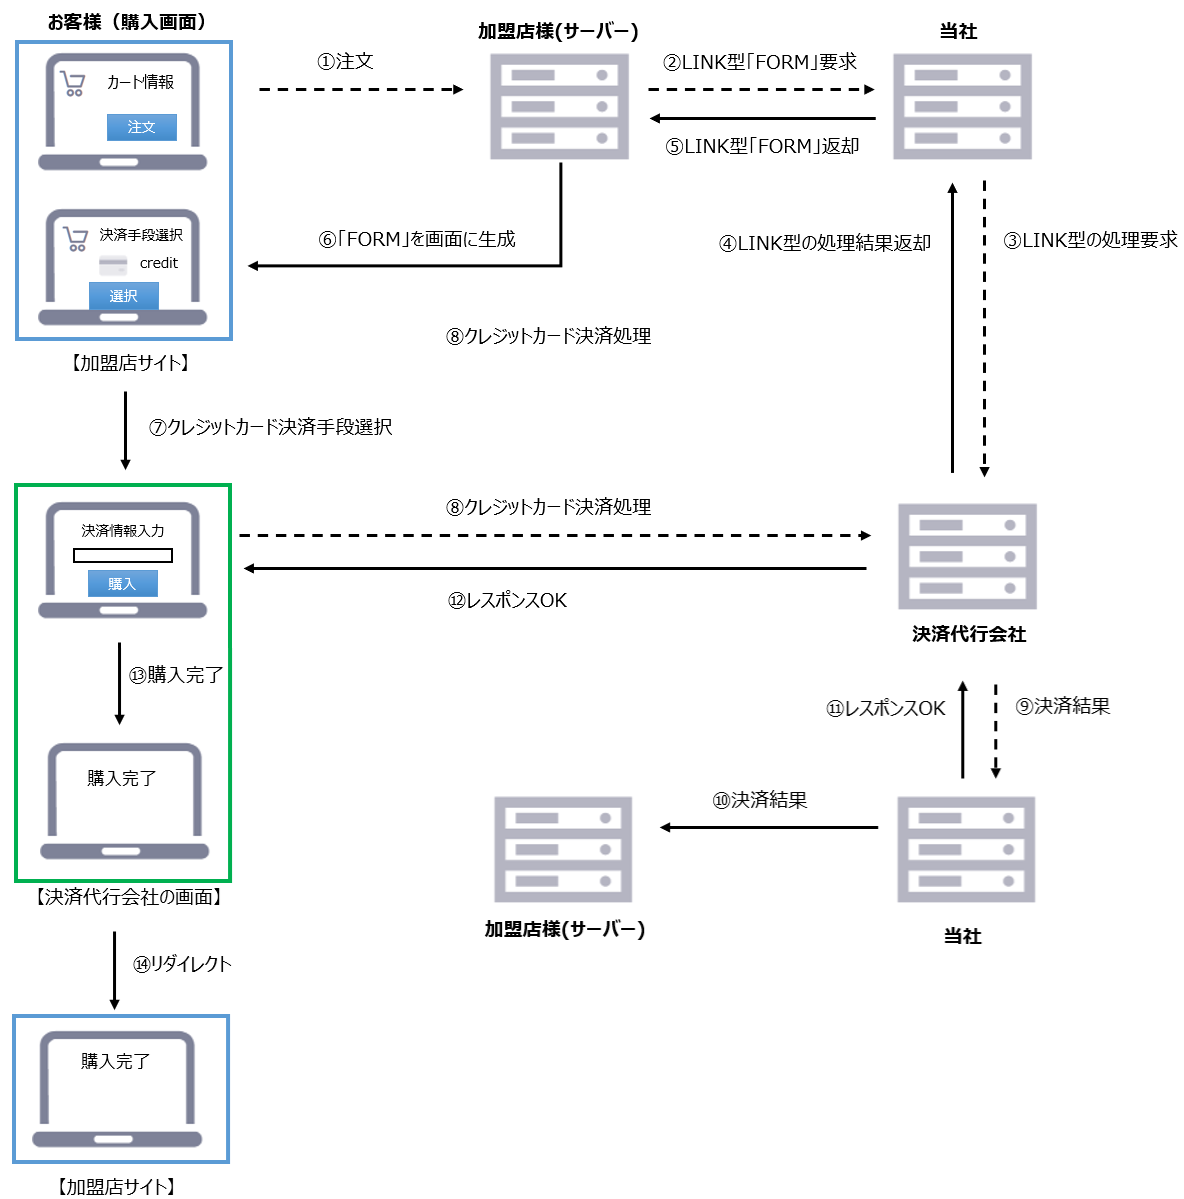 お客様（購入画面）
加盟店様(サーバー)
当社
カード情報
注文
①注文
②LINK型「FORM」要求
⑤LINK型「FORM」返却
決済手段選択
credit
選択
⑥「FORM」を画面に生成
④LINK型の処理結果返却
③LINK型の処理要求
⑧クレジットカード決済処理
【加盟店サイト】
⑦クレジットカード決済手段選択
決済情報入力
購入
⑧クレジットカード決済処理
⑫レスポンスOK
決済代行会社
⑬購入完了
⑪レスポンスOK
⑨決済結果
購入完了
⑩決済結果
【決済代行会社の画面】
加盟店様(サーバー)
当社
⑭リダイレクト
購入完了
【加盟店サイト】